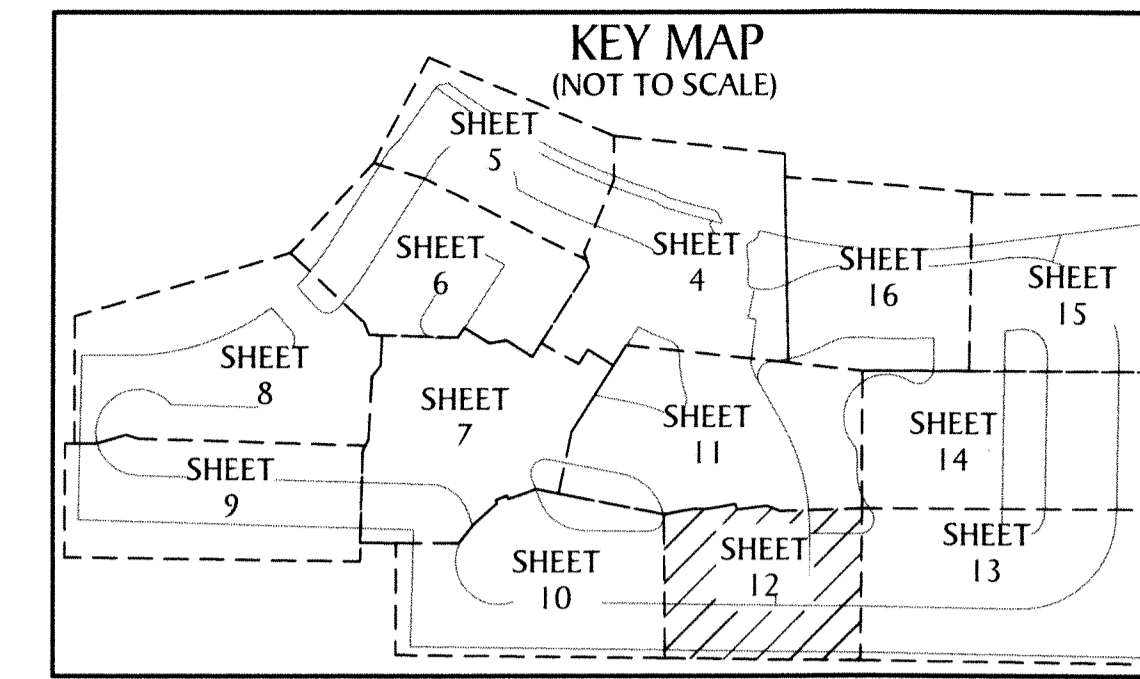 KEY MAP
(NOT TO SCALE)
SHEET
5
SHEET
6
SHEET
4
SHEET
16
SHEET
15
SHEET
8
SHEET
7
SHEET
11
SHEET
14
SHEET
9
SHEET
10
SHEET
12
SHEET
13